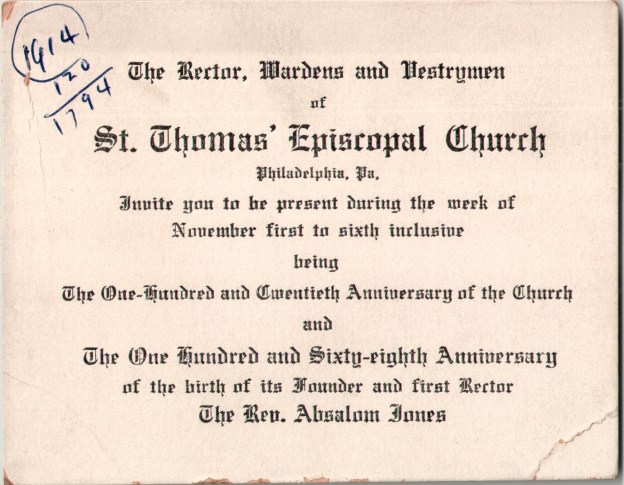 1914
120
1794
The Rector, Wardens and Vestrymen
of
St. Thomas' Episcopal Church
Philadelphia, Pa.
Invite you to be present during the week of
November first to sixth inclusive
being
The One-Hundred and Twentieth Anniversary of the Church
and
The One Hundred and Sixty-eighth Anniversary
of the birth of its Founder and first Rector
The Rev. Absalom Jones